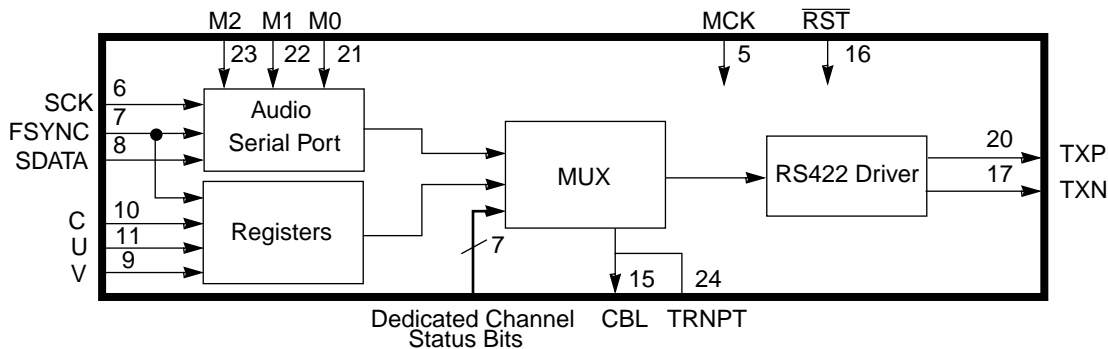 M2 M1 M0 MCK RST
23 22 21 5 16
SCK 6
FSYNC 7
SDATA 8
Audio
Serial Port
C 10
U 11
V 9
Registers
MUX
7
RS422 Driver
20 TXP
17 TXN
15 24
Dedicated Channel
Status Bits
CBL TRNPT